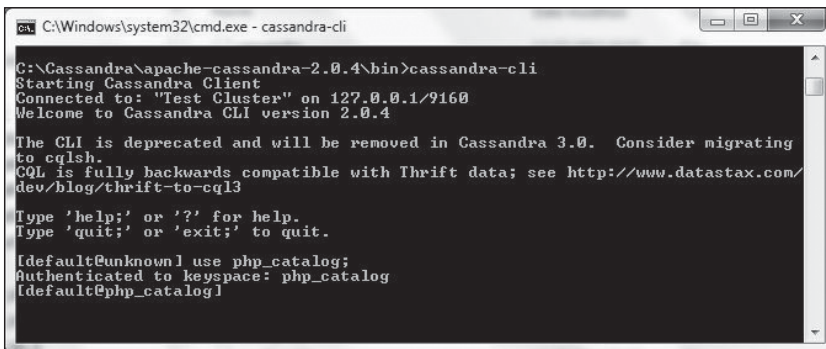 C:\Windows\system32\cmd.exe - cassandra-cli
C:\Cassandra\apache-cassandra-2.0.4\bin>cassandra-cli
Starting Cassandra Client
Connected to: "Test Cluster" on 127.0.0.1/9160
Welcome to Cassandra CLI version 2.0.4
The CLI is deprecated and will be removed in Cassandra 3.0.  Consider migrating
to cqlsh.
CQL is fully backwards compatible with Thrift data; see http://www.datastax.com/
dev/blog/thrift-to-cql3
Type 'help;' or '?' for help.
Type 'quit;' or 'exit;' to quit.
[default@unknown] use php_catalog;
Authenticated to keyspace: php_catalog
[default@php_catalog]